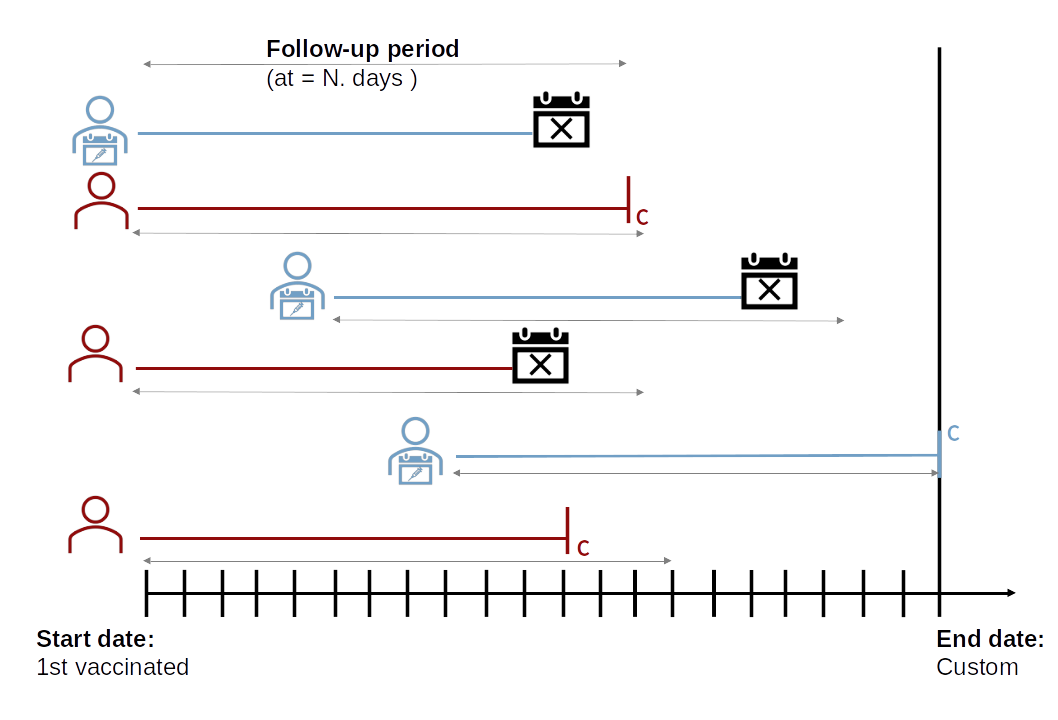 Follow-up period
(at = N. days )
C
C
C
Start date:
1st vaccinated
End date:
Custom